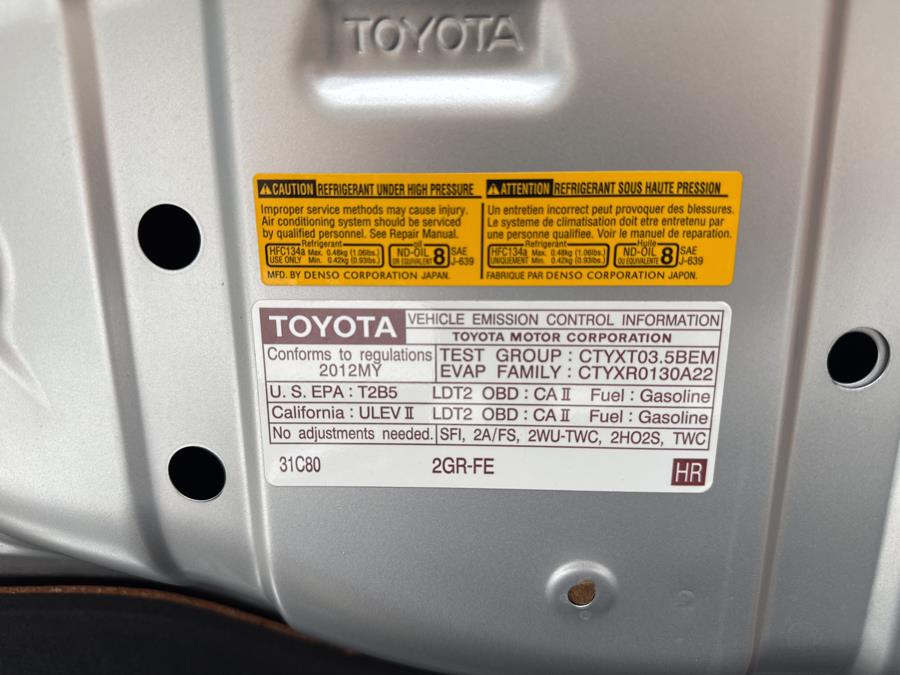 TOYOTA
CAUTION REFRIGERANT UNDER HIGH PRESSURE
Improper service methods may cause injury.
Air conditioning system should be serviced
by qualified personnel. See Repair Manual.
Refrigerant
HFC134a Max. 0.48kg (1.06lbs.)
USE ONLY Min. 0.42kg (0.93lbs.)
oil
ND-OIL 8 SAE
OR EQUIVALENT J-639
MFD. BY DENSO CORPORATION JAPAN.
ATTENTION REFRIGERANT SOUS HAUTE PRESSION
Un entretien incorrect peut provoquer des blessures.
Le systeme de climatisation doit etre entretenu par
une personne qualifiée. Voir le manuel de reparation.
Refrigerant
HFC134a Max. 0.48kg (1.06lbs.)
UNIQUEMENT Min. 0.42kg (0.93lbs.)
Huile
ND-OIL 8 SAE
OU EQUIVALENTE J-639
FABRIQUE PAR DENSO CORPORATION JAPON.
TOYOTA VEHICLE EMISSION CONTROL INFORMATION
TOYOTA MOTOR CORPORATION
Conforms to regulations
2012MY
TEST GROUP : CTYXT03.5BEM
EVAP FAMILY : CTYXR0130A22
U. S. EPA : T2B5 LDT2 OBD : CA II Fuel : Gasoline
California : ULEV II LDT2 OBD : CA II Fuel : Gasoline
No adjustments needed. SFI, 2A/FS, 2WU-TWC, 2HO2S, TWC
31C80 2GR-FE HR